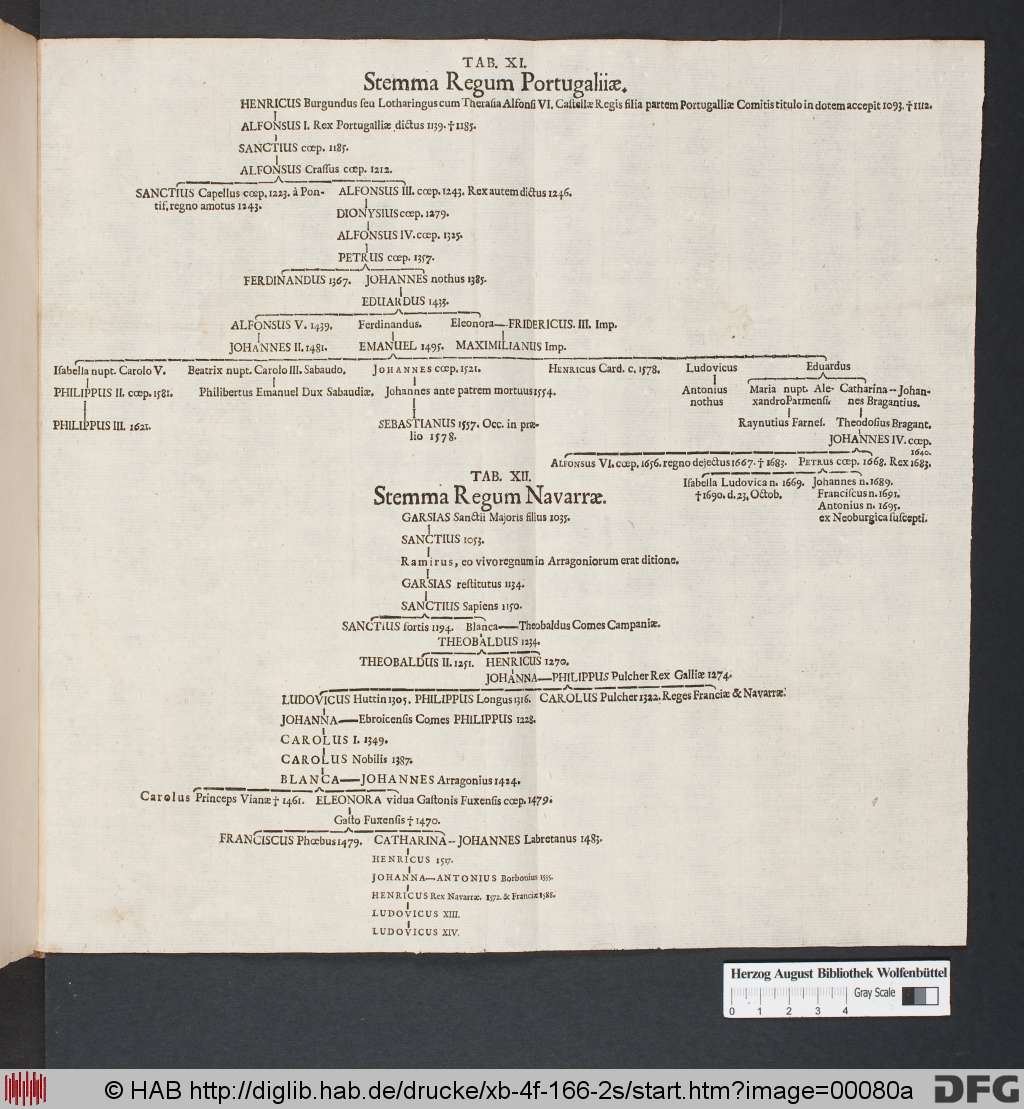 TAB. XI.
Stemma Regum Portugaliiæ.
HENRICUS Burgundus ſeu Lotharingus cum Theraſia Alfonſi VI. Caſtellæ Regis filia partem Portugalliæ Comitis titulo in dotem accepit 1093. † 1112.
ALFONSUS I. Rex Portugalliæ dictus 1139. † 1185.
SANCTIUS cœp. 1185.
ALFONSUS Craſſus cœp. 1212.
SANCTIUS Capellus cœp. 1223. à Pon- ALFONSUS III. cœp. 1243. Rex autem dictus 1246.
tif. regno amotus 1243.
DIONYSIUS cœp. 1279.
ALFONSUS IV. cœp. 1325.
PETRUS cœp. 1357.
FERDINANDUS 1367. JOHANNES nothus 1385.
EDUARDUS 1433.
ALFONSUS V. 1439. Ferdinandus. Eleonora—FRIDERICUS. III. Imp.
JOHANNES II. 1481. EMANUEL 1495. MAXIMILIANUS Imp.
Iſabella nupt. Carolo V. Beatrix nupt. Carolo III. Sabaudo. JOHANNES cœp. 1521. HENRICUS Card. c. 1578. Ludovicus Eduardus
PHILIPPUS II. cœp. 1581. Philibertus Emanuel Dux Sabaudiæ. Johannes ante patrem mortuus 1554. Antonius Maria nupt. Ale- Catharina -- Johan-
nothus xandro Parmenſi. nes Bragantius.
PHILIPPUS III. 1621. SEBASTIANUS 1557. Occ. in præ- Raynutius Farneſ. Theodoſius Bragant.
lio 1578. JOHANNES IV. cœp.
1640.
ALFONSUS VI. cœp. 1656. regno dejectus 1667. † 1683. PETRUS cœp. 1668. Rex 1683.
Iſabella Ludovica n. 1669. Johannes n. 1689.
† 1690. d. 23. Octob. Franciſcus n. 1691.
Antonius n. 1695.
ex Neoburgica ſuſcepti.
TAB. XII.
Stemma Regum Navarræ.
GARSIAS Sanctii Majoris filius 1035.
SANCTIUS 1053.
Ramirus, eo vivo regnum in Arragoniorum erat ditione.
GARSIAS reſtitutus 1134.
SANCTIUS Sapiens 1150.
SANCTIUS fortis 1194. Blanca—Theobaldus Comes Campaniæ.
THEOBALDUS 1234.
THEOBALDUS II. 1251. HENRICUS 1270.
JOHANNA—PHILIPPUS Pulcher Rex Galliæ 1274.
LUDOVICUS Huttin 1305. PHILIPPUS Longus 1316. CAROLUS Pulcher 1322. Reges Franciæ & Navarræ.
JOHANNA—Ebroicenſis Comes PHILIPPUS 1228.
CAROLUS I. 1349.
CAROLUS Nobilis 1387.
BLANCA—JOHANNES Arragonius 1424.
Carolus Princeps Vianæ † 1461. ELEONORA vidua Gaſtonis Fuxenſis cœp. 1479.
Gaſto Fuxenſis † 1470.
FRANCISCUS Phœbus 1479. CATHARINA -- JOHANNES Labretanus 1483.
HENRICUS 1517.
JOHANNA—ANTONIUS Borbonius 1555.
HENRICUS Rex Navarræ. 1572. & Franciæ 1588.
LUDOVICUS XIII.
LUDOVICUS XIV.
Herzog August Bibliothek Wolfenbüttel
Gray Scale
0 1 2 3 4
© HAB http://diglib.hab.de/drucke/xb-4f-166-2s/start.htm?image=00080a
DFG